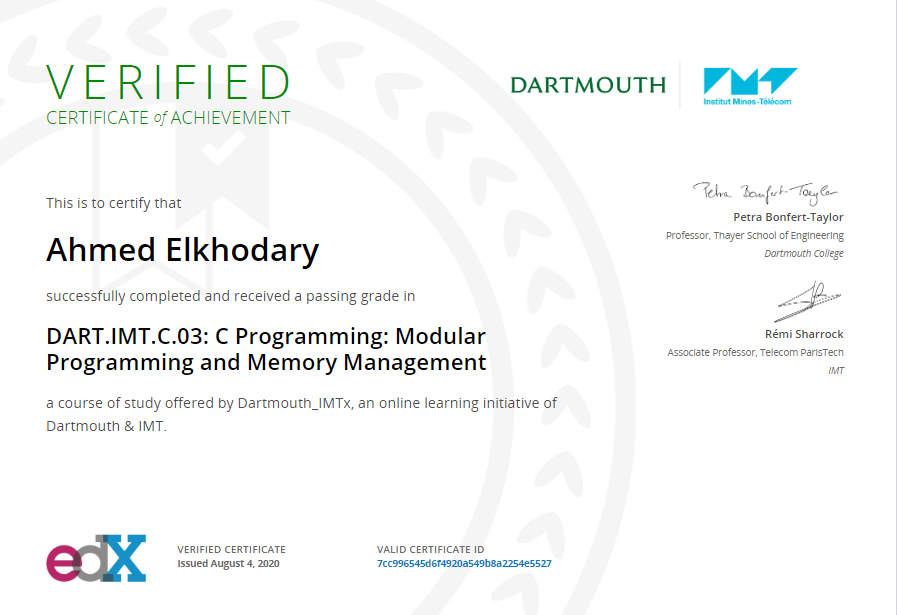 VERIFIED
CERTIFICATE of ACHIEVEMENT
DARTMOUTH
IMT
Institut Mines-Télécom
This is to certify that
Ahmed Elkhodary
successfully completed and received a passing grade in
DART.IMT.C.03: C Programming: Modular
Programming and Memory Management
a course of study offered by Dartmouth_IMTx, an online learning initiative of
Dartmouth & IMT.
Petra Bonfert-Taylor
Petra Bonfert-Taylor
Professor, Thayer School of Engineering
Dartmouth College
Rémi Sharrock
Associate Professor, Telecom ParisTech
IMT
edX
VERIFIED CERTIFICATE
Issued August 4, 2020
VALID CERTIFICATE ID
7cc996545d6f4920a549b8a2254e5527